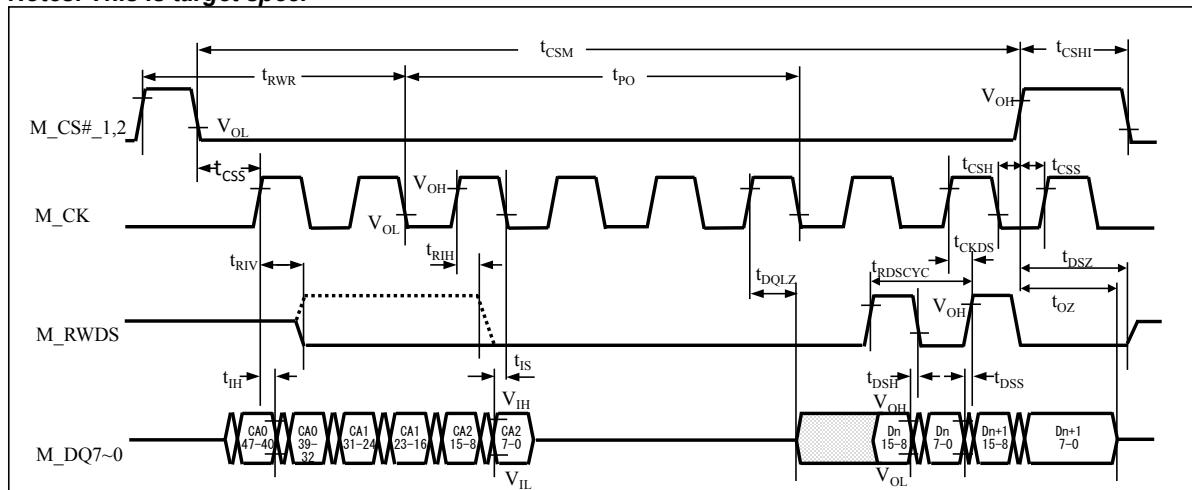 Notes: This is target spec.
tCSM
tCSHI
tRWR
tPO
VOH
M_CS#_1,2
VOL
tCSS
tCSH
tCSS
VOH
M_CK
VOL
tRIH
tCKDS
tRIV
tDQLZ
tRDSCYC
tDSZ
tOZ
VOH
M_RWDS
tIS
tIH
tDSH
tDSS
VIH
VOH
CA0
47-40
CA0
39-
32
CA1
31-24
CA1
23-16
CA2
15-8
CA2
7-0
Dn
15-8
Dn
7-0
Dn+1
15-8
Dn+1
7-0
M_DQ7~0
VIL
VOL